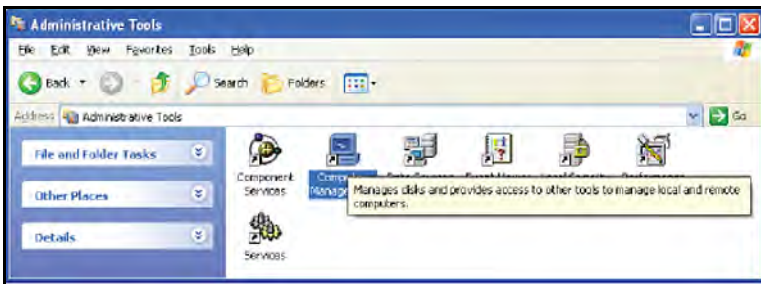 Administrative Tools
File Edit View Favorites Tools Help
Back Search Folders
Address Administrative Tools Go
File and Folder Tasks
Other Places
Details
Component
Services
Manages disks and provides access to other tools to manage local and remote
computers.
Services